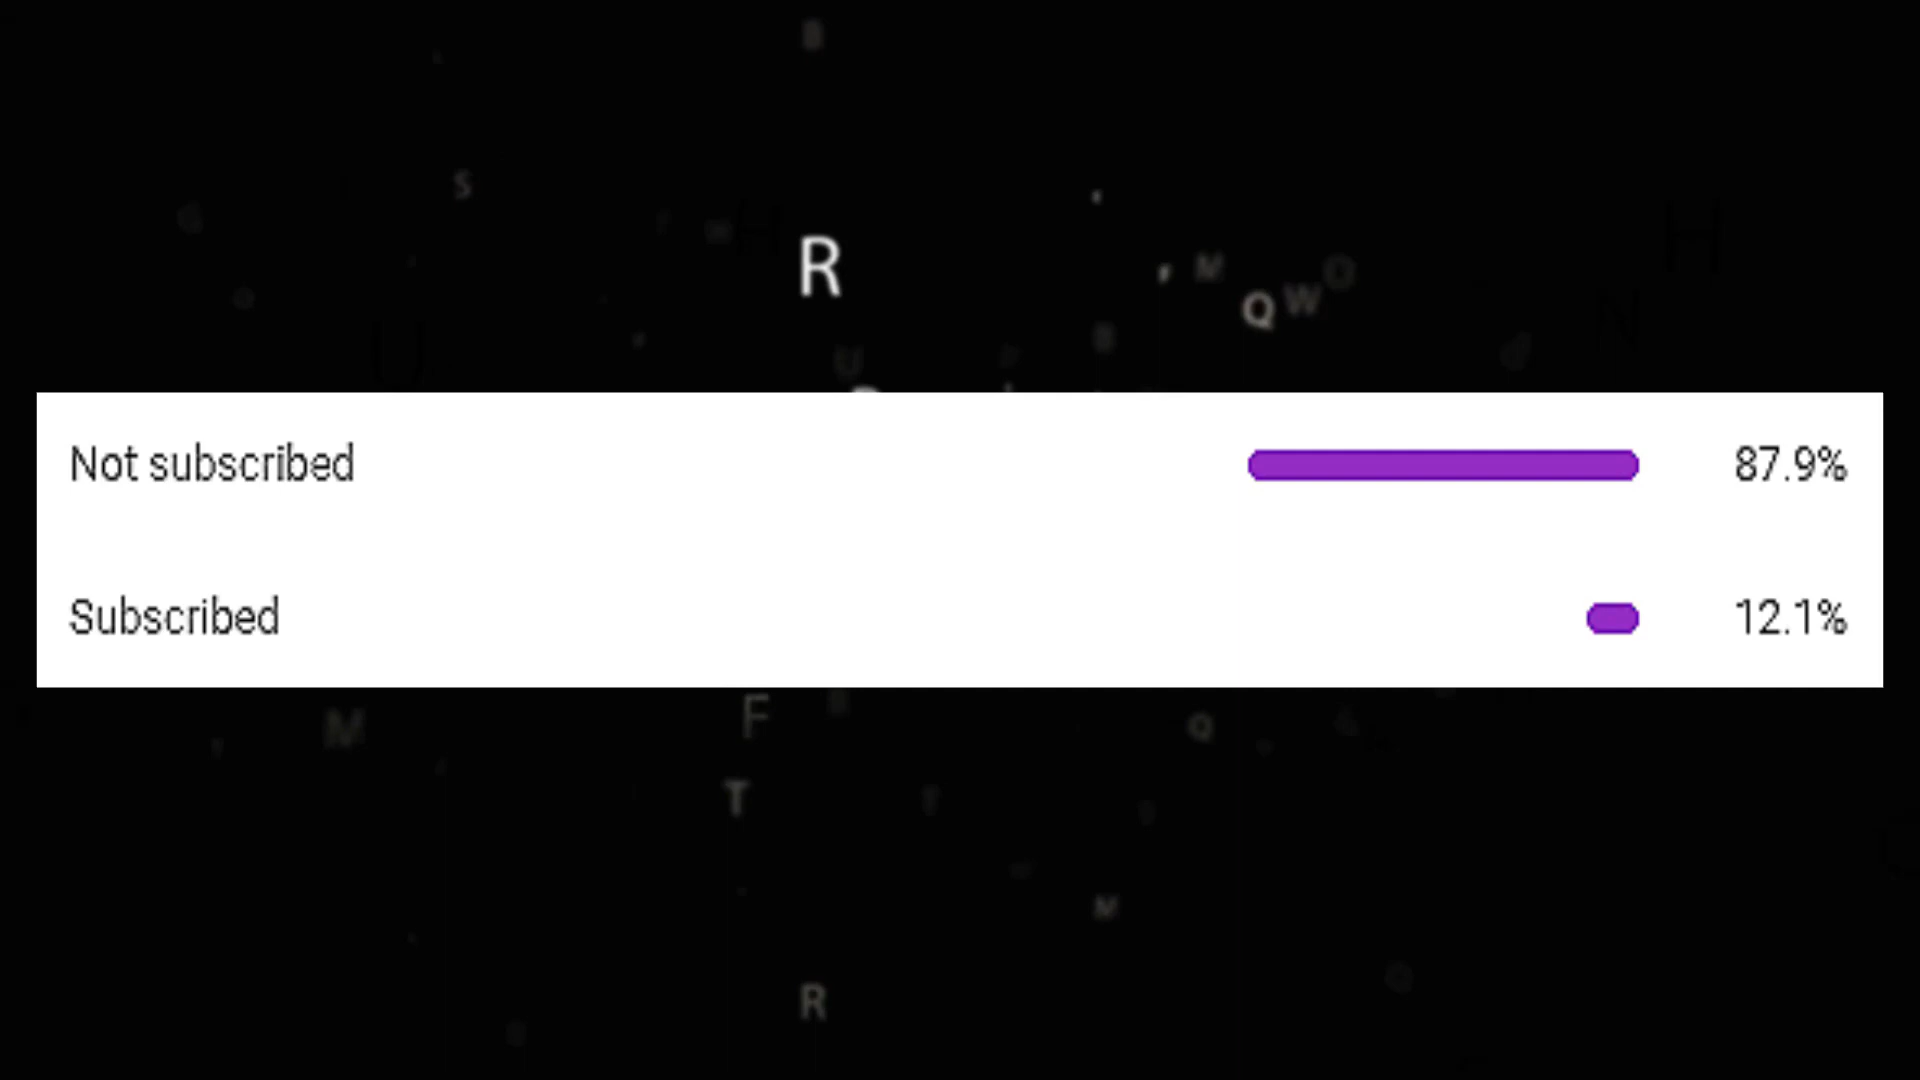 B
S
R
M
Q W O
B
U
Not subscribed 87.9%
Subscribed 12.1%
M
F
Q
T
M
R